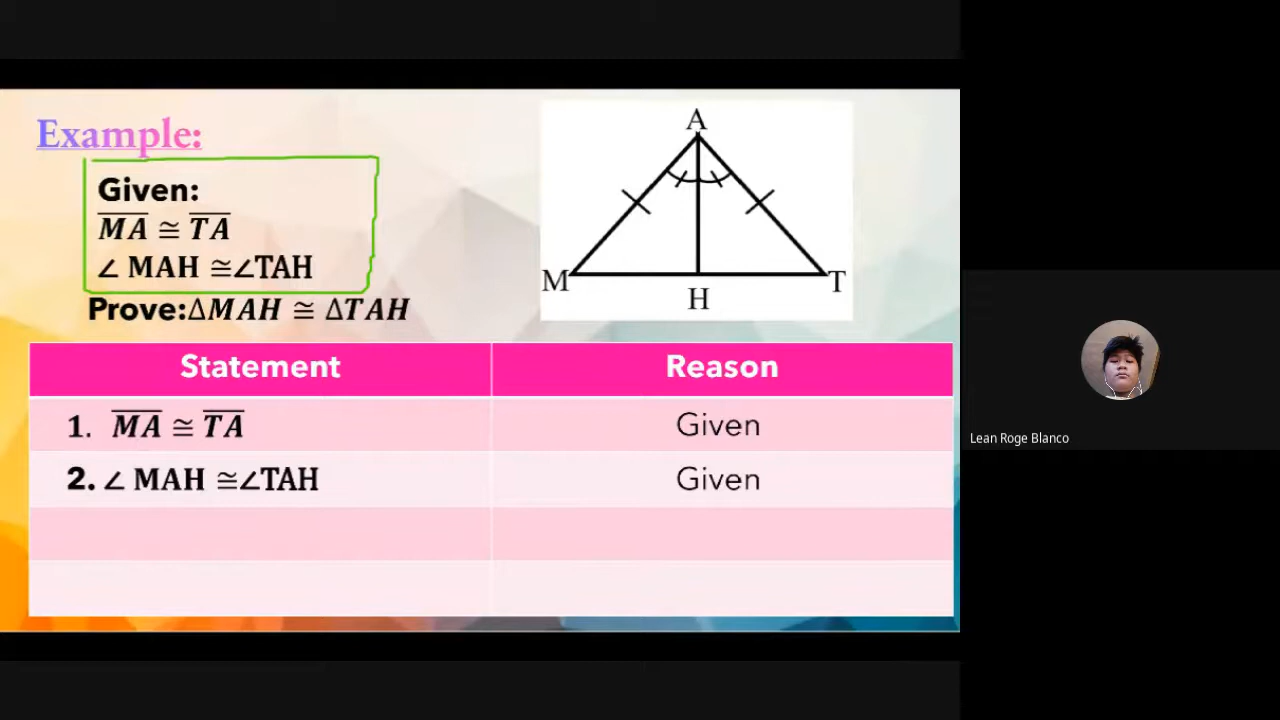 Example:
Given:
MA ≅ TA
∠ MAH ≅∠TAH
Prove:ΔMAH ≅ ΔTAH
A
M
H
T
Statement Reason
1. MA ≅ TA Given
2. ∠ MAH ≅∠TAH Given
Lean Roge Blanco